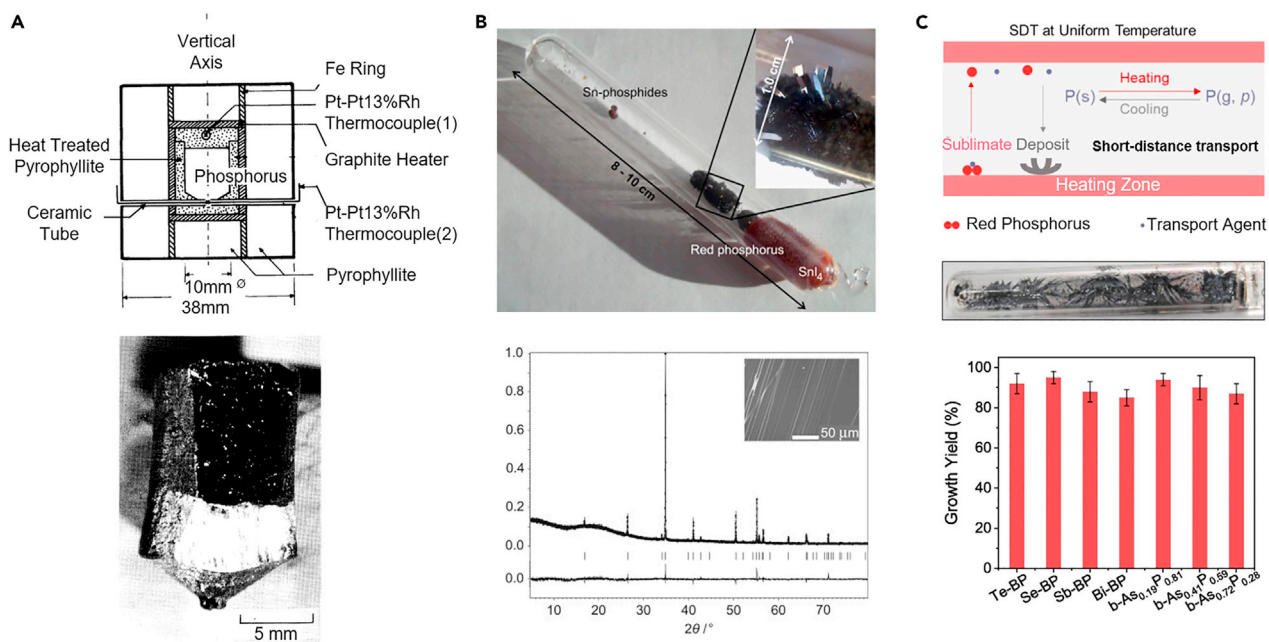 A
Vertical
Axis
Fe Ring
Pt-Pt13%Rh
Thermocouple(1)
Heat Treated
Pyrophyllite
Phosphorus
Graphite Heater
Ceramic
Tube
Pt-Pt13%Rh
Thermocouple(2)
Pyrophyllite
10mm ø
38mm
5 mm
B
Sn-phosphides
1.0 cm
8 - 10 cm
Red phosphorus
SnI4
1.0
0.8
0.6
0.4
0.2
0.0
0.0
50 μm
10 20 30 40 50 60 70
2θ /°
C
SDT at Uniform Temperature
Heating
P(s) P(g, p)
Cooling
Sublimate Deposit Short-distance transport
Heating Zone
Red Phosphorus Transport Agent
Growth Yield (%)
100
80
60
40
20
0
Te-BP
Se-BP
Sb-BP
Bi-BP
b-As0.19P0.81
b-As0.41P0.59
b-As0.72P0.28